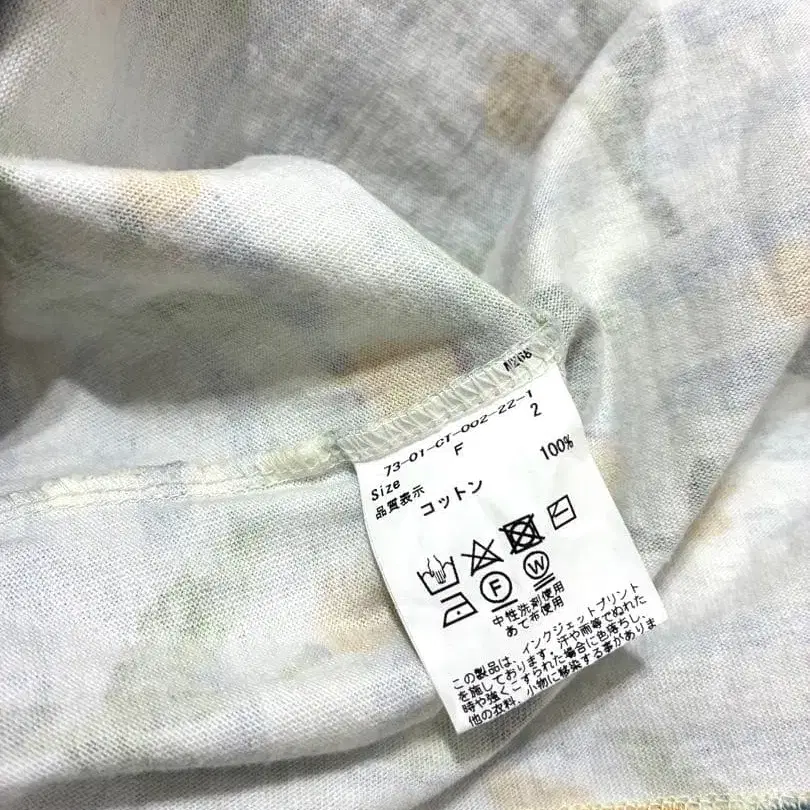 73-01-CT-002-22-1
2
Size F
品質表示
コットン 100%
F W
中性洗剤使用
あて布使用
この製品は、インクジェットプリント
を施しております。汗や雨等でぬれた
時や強くこすられた場合に色落ちし、
他の衣料、小物に移染する事がありま